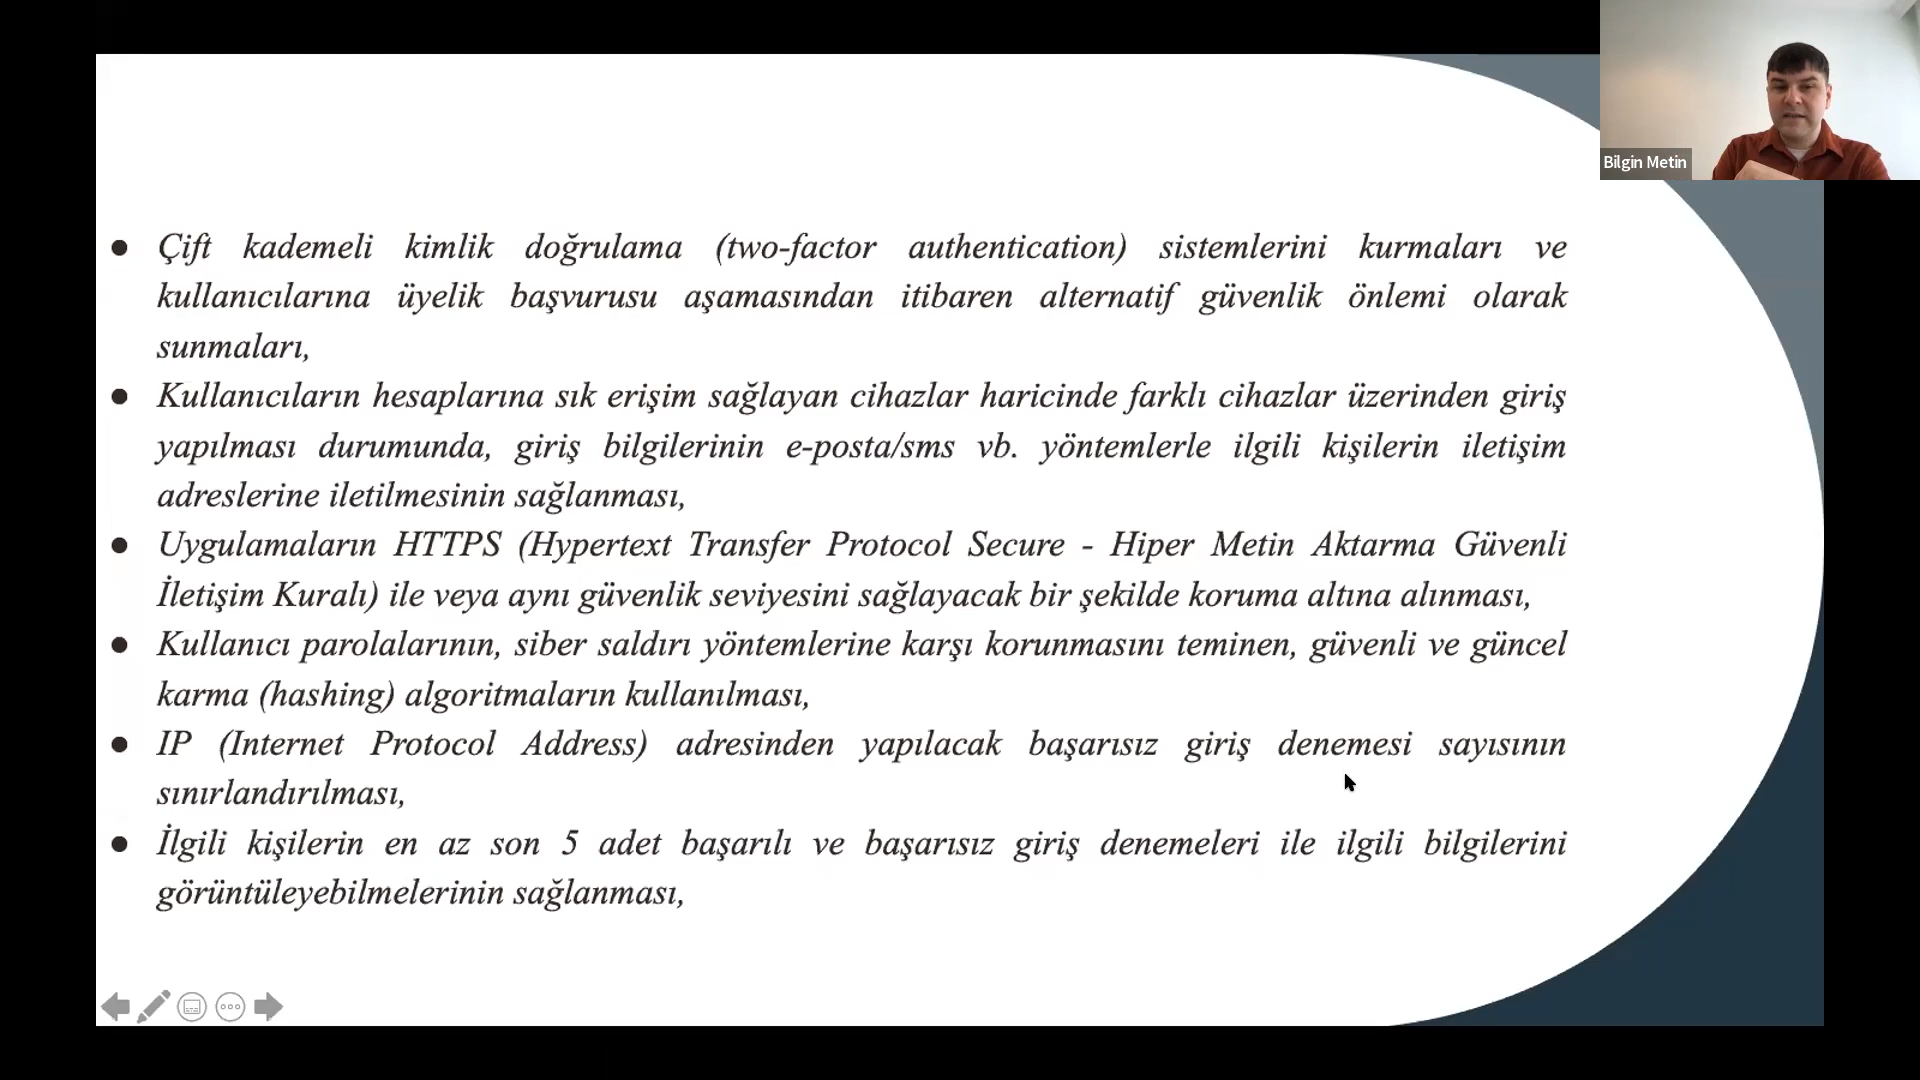 Bilgin Metin
● Çift kademeli kimlik doğrulama (two-factor authentication) sistemlerini kurmaları ve
kullanıcılarına üyelik başvurusu aşamasından itibaren alternatif güvenlik önlemi olarak
sunmaları,
● Kullanıcıların hesaplarına sık erişim sağlayan cihazlar haricinde farklı cihazlar üzerinden giriş
yapılması durumunda, giriş bilgilerinin e-posta/sms vb. yöntemlerle ilgili kişilerin iletişim
adreslerine iletilmesinin sağlanması,
● Uygulamaların HTTPS (Hypertext Transfer Protocol Secure - Hiper Metin Aktarma Güvenli
İletişim Kuralı) ile veya aynı güvenlik seviyesini sağlayacak bir şekilde koruma altına alınması,
● Kullanıcı parolalarının, siber saldırı yöntemlerine karşı korunmasını teminen, güvenli ve güncel
karma (hashing) algoritmaların kullanılması,
● IP (Internet Protocol Address) adresinden yapılacak başarısız giriş denemesi sayısının
sınırlandırılması,
● İlgili kişilerin en az son 5 adet başarılı ve başarısız giriş denemeleri ile ilgili bilgilerini
görüntüleyebilmelerinin sağlanması,